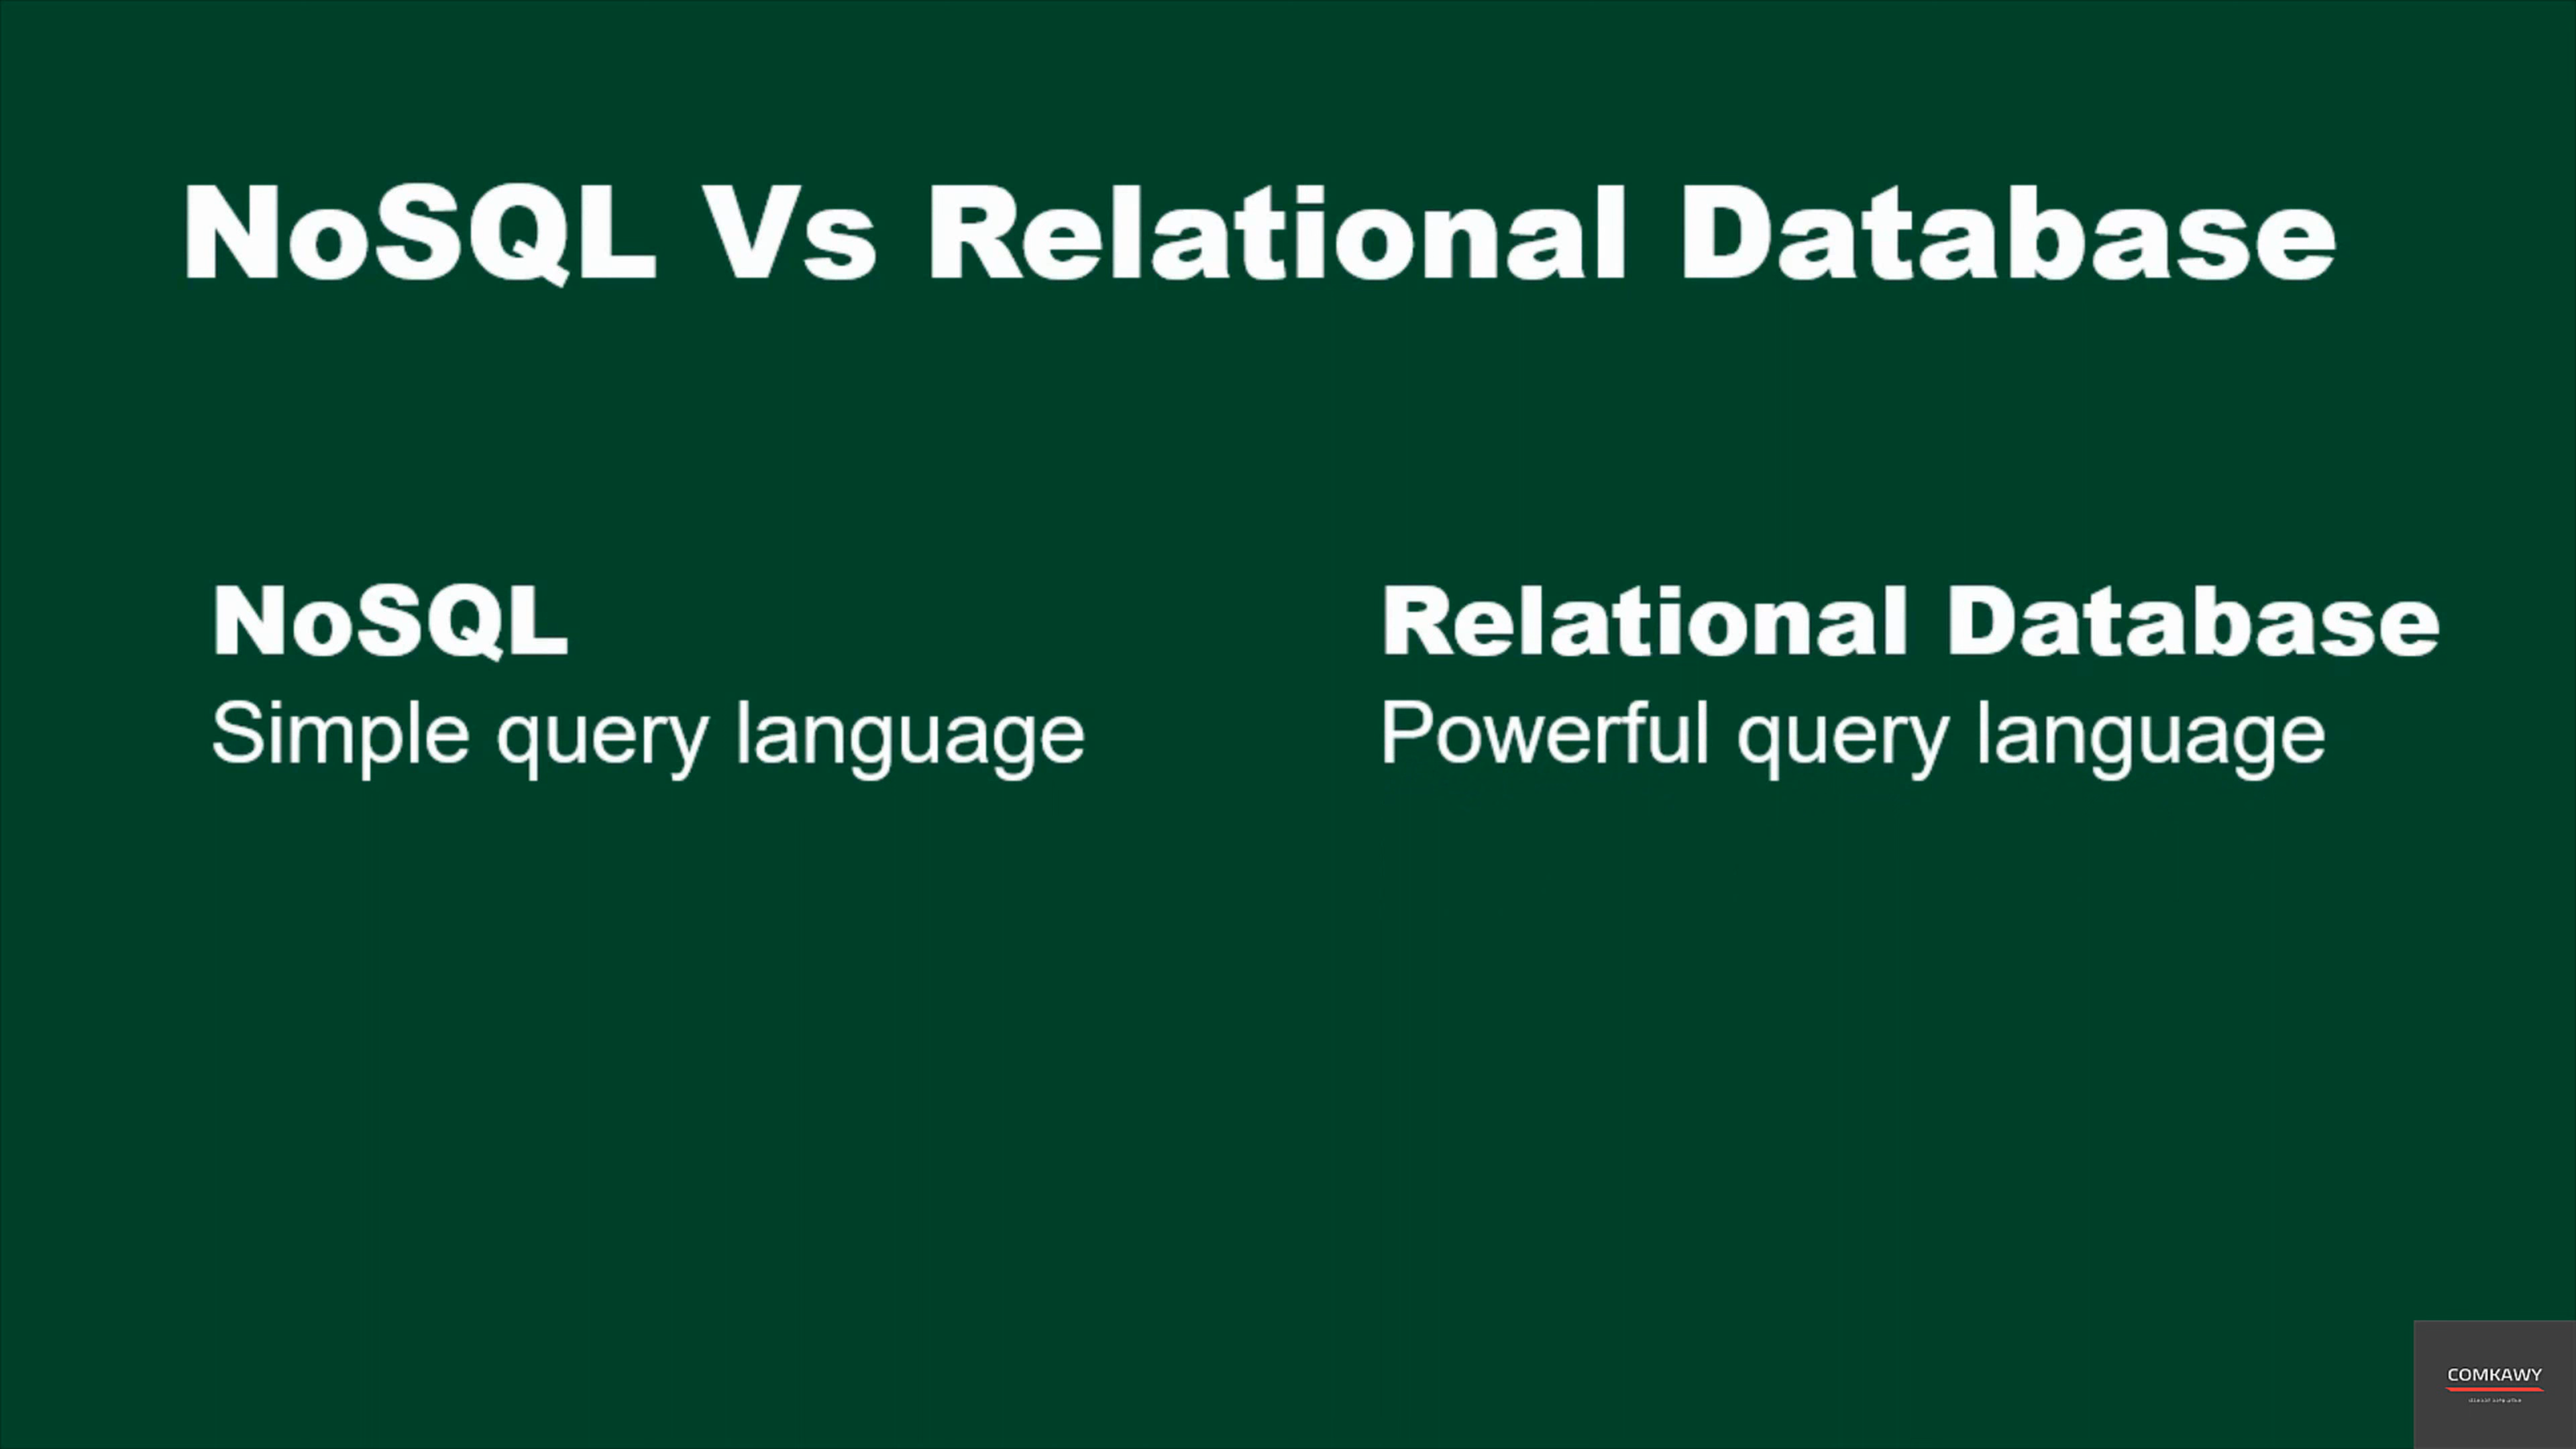 NoSQL Vs Relational Database
NoSQL
Simple query language
Relational Database
Powerful query language
COMKAWY